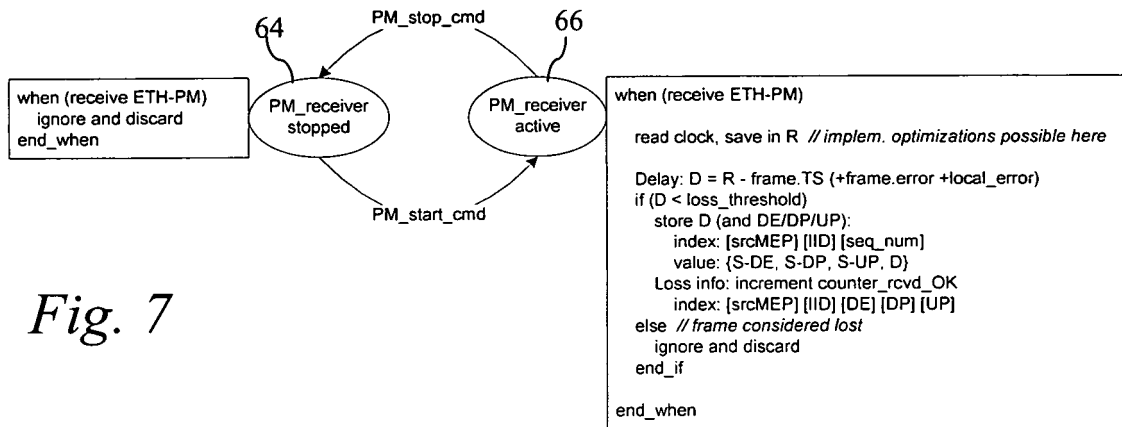 PM_stop_cmd
64
66
when (receive ETH-PM)
ignore and discard
end_when
PM_receiver
stopped
PM_receiver
active
PM_start_cmd
when (receive ETH-PM)
read clock, save in R // implem. optimizations possible here
Delay: D = R - frame.TS (+frame.error +local_error)
if (D < loss_threshold)
store D (and DE/DP/UP):
index: [srcMEP] [IID] [seq_num]
value: {S-DE, S-DP, S-UP, D}
Loss info: increment counter_rcvd_OK
index: [srcMEP] [IID] [DE] [DP] [UP]
else // frame considered lost
ignore and discard
end_if
end_when
Fig. 7